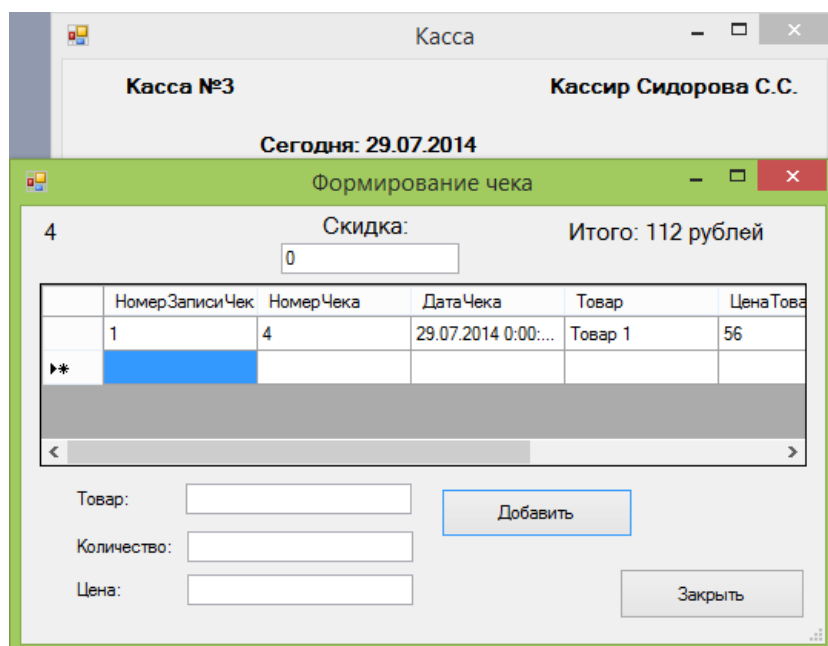 Касса
Касса №3 Кассир Сидорова С.С.
Сегодня: 29.07.2014
Формирование чека
4 Скидка: Итого: 112 рублей
0
НомерЗаписиЧек НомерЧека ДатаЧека Товар ЦенаТова
1 4 29.07.2014 0:00:... Товар 1 56
Товар:
Добавить
Количество:
Цена:
Закрыть